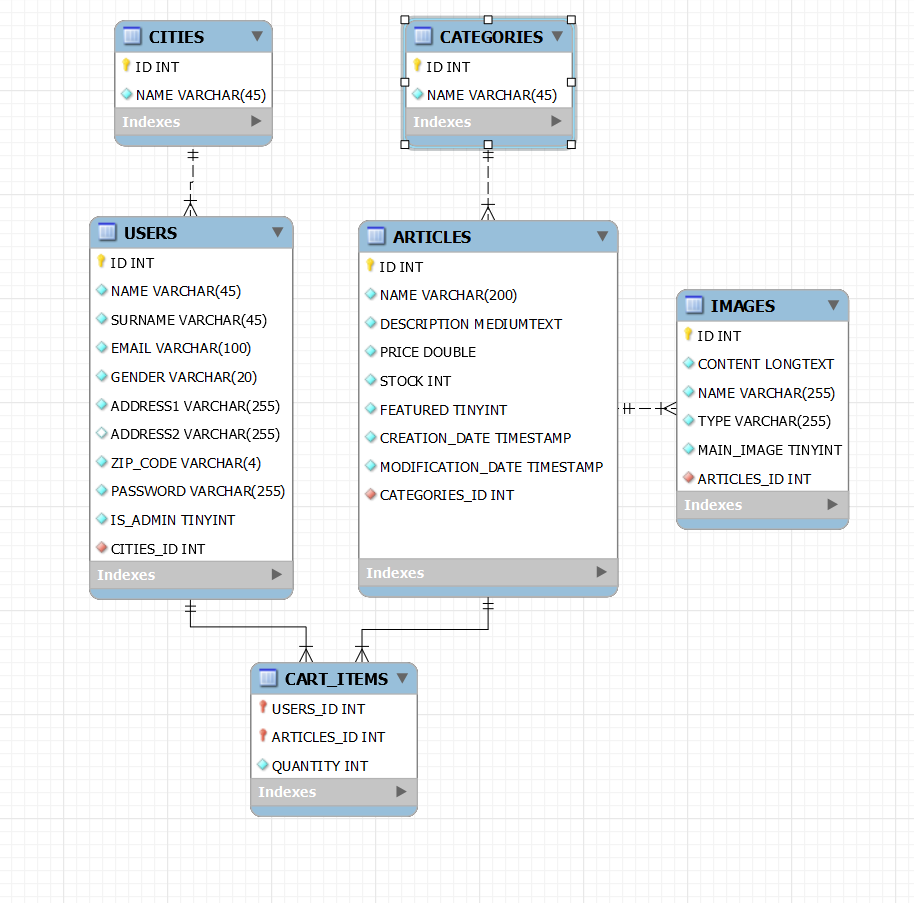 CITIES
ID INT
NAME VARCHAR(45)
Indexes
CATEGORIES
ID INT
NAME VARCHAR(45)
Indexes
USERS
ID INT
NAME VARCHAR(45)
SURNAME VARCHAR(45)
EMAIL VARCHAR(100)
GENDER VARCHAR(20)
ADDRESS1 VARCHAR(255)
ADDRESS2 VARCHAR(255)
ZIP_CODE VARCHAR(4)
PASSWORD VARCHAR(255)
IS_ADMIN TINYINT
CITIES_ID INT
Indexes
ARTICLES
ID INT
NAME VARCHAR(200)
DESCRIPTION MEDIUMTEXT
PRICE DOUBLE
STOCK INT
FEATURED TINYINT
CREATION_DATE TIMESTAMP
MODIFICATION_DATE TIMESTAMP
CATEGORIES_ID INT
Indexes
IMAGES
ID INT
CONTENT LONGTEXT
NAME VARCHAR(255)
TYPE VARCHAR(255)
MAIN_IMAGE TINYINT
ARTICLES_ID INT
Indexes
CART_ITEMS
USERS_ID INT
ARTICLES_ID INT
QUANTITY INT
Indexes